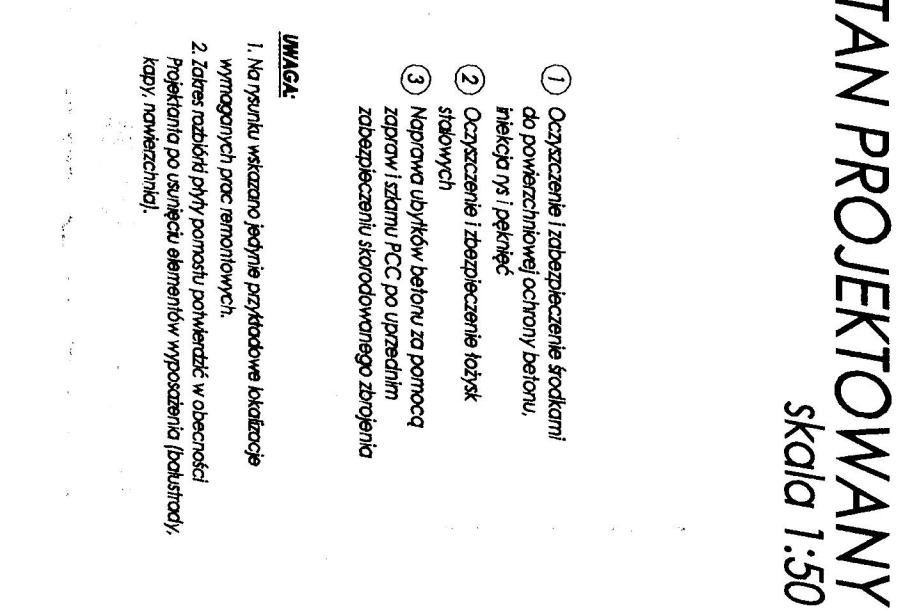 TAN PROJEKTOWANY
skala 1:50
1 Oczyszczenie i zabezpieczenie środkami
do powierzchniowej ochrony betonu,
iniekcja rys i pęknięć
2 Oczyszczenie i zbezpieczenie łożysk
stalowych
3 Naprawa ubytków betonu za pomocą
zapraw i szlamu PCC po uprzednim
zabezpieczeniu skorodowanego zbrojenia
UWAGA:
1. Na rysunku wskazano jedynie przykładowe lokalizacje
wymaganych prac remontowych.
2. Zakres rozbiórki płyty pomostu potwierdzić w obecności
Projektanta po usunięciu elementów wyposażenia (balustrady,
kapy, nawierzchnia).